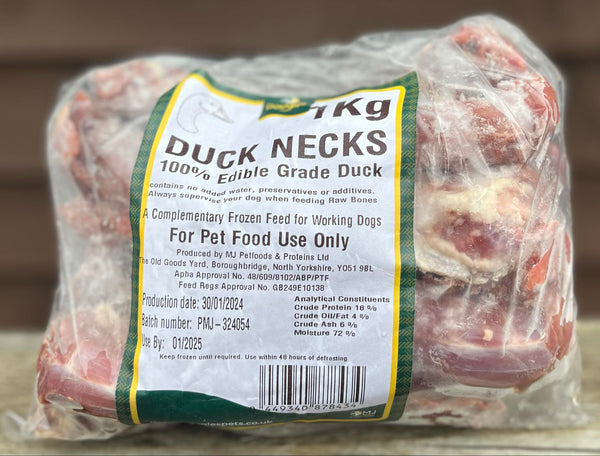 1Kg
DUCK NECKS
100% Edible Grade Duck
contains no added water, preservatives or additives.
Always supervise your dog when feeding Raw Bones
A Complementary Frozen Feed for Working Dogs
For Pet Food Use Only
Produced by MJ Petfoods & Proteins Ltd
The Old Goods Yard, Boroughbridge, North Yorkshire, YO51 9BL
Apha Approval No. 48/609/8102/ABP/PTF
Feed Regs Approval No. GB249E10138
Production date: 30/01/2024
Batch number: PMJ-324054
Use By: 01/2025
Analytical Constituents
Crude Protein 18 %
Crude Oil/Fat 4 %
Crude Ash 6 %
Moisture 72 %
Keep frozen until required. Use within 48 hours of defrosting
449340 878434
MJ